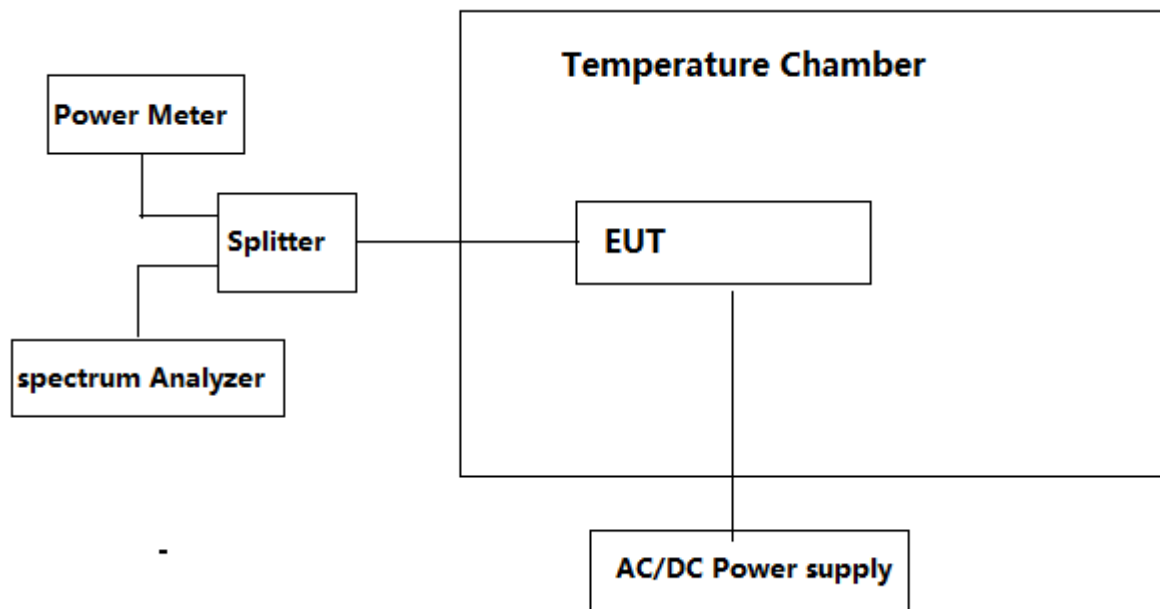 Temperature Chamber
Power Meter
Splitter
EUT
spectrum Analyzer
-
AC/DC Power supply